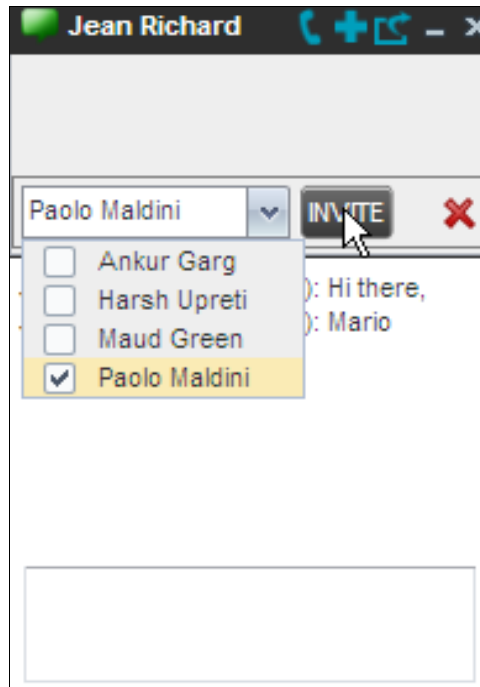 Jean Richard
Paolo Maldini INVITE
Ankur Garg
): Hi there,
Harsh Upreti
): Mario
Maud Green
Paolo Maldini